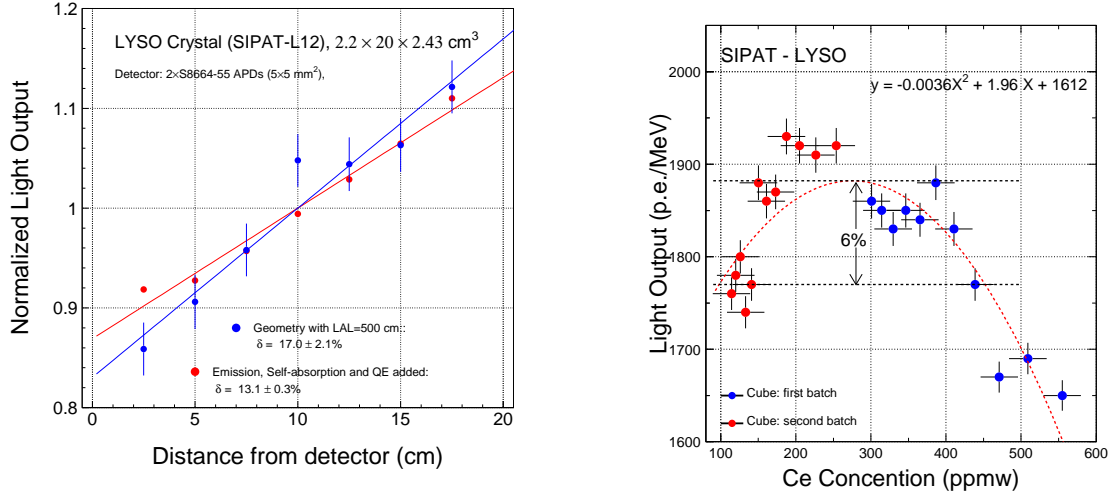 1.2
1.1
1
0.9
0.8
0
5
10
15
20
Normalized Light Output
Distance from detector (cm)
LYSO Crystal (SIPAT-L12), 2.2 × 20 × 2.43 cm³
Detector: 2×S8664-55 APDs (5×5 mm²),
Geometry with LAL=500 cm::
δ = 17.0 ± 2.1%
Emission, Self-absorption and QE added:
δ = 13.1 ± 0.3%
2000
1900
1800
1700
1600
100
200
300
400
500
600
Light Output (p.e./MeV)
Ce Concention (ppmw)
SIPAT - LYSO
y = -0.0036X² + 1.96 X + 1612
6%
Cube: first batch
Cube: second batch